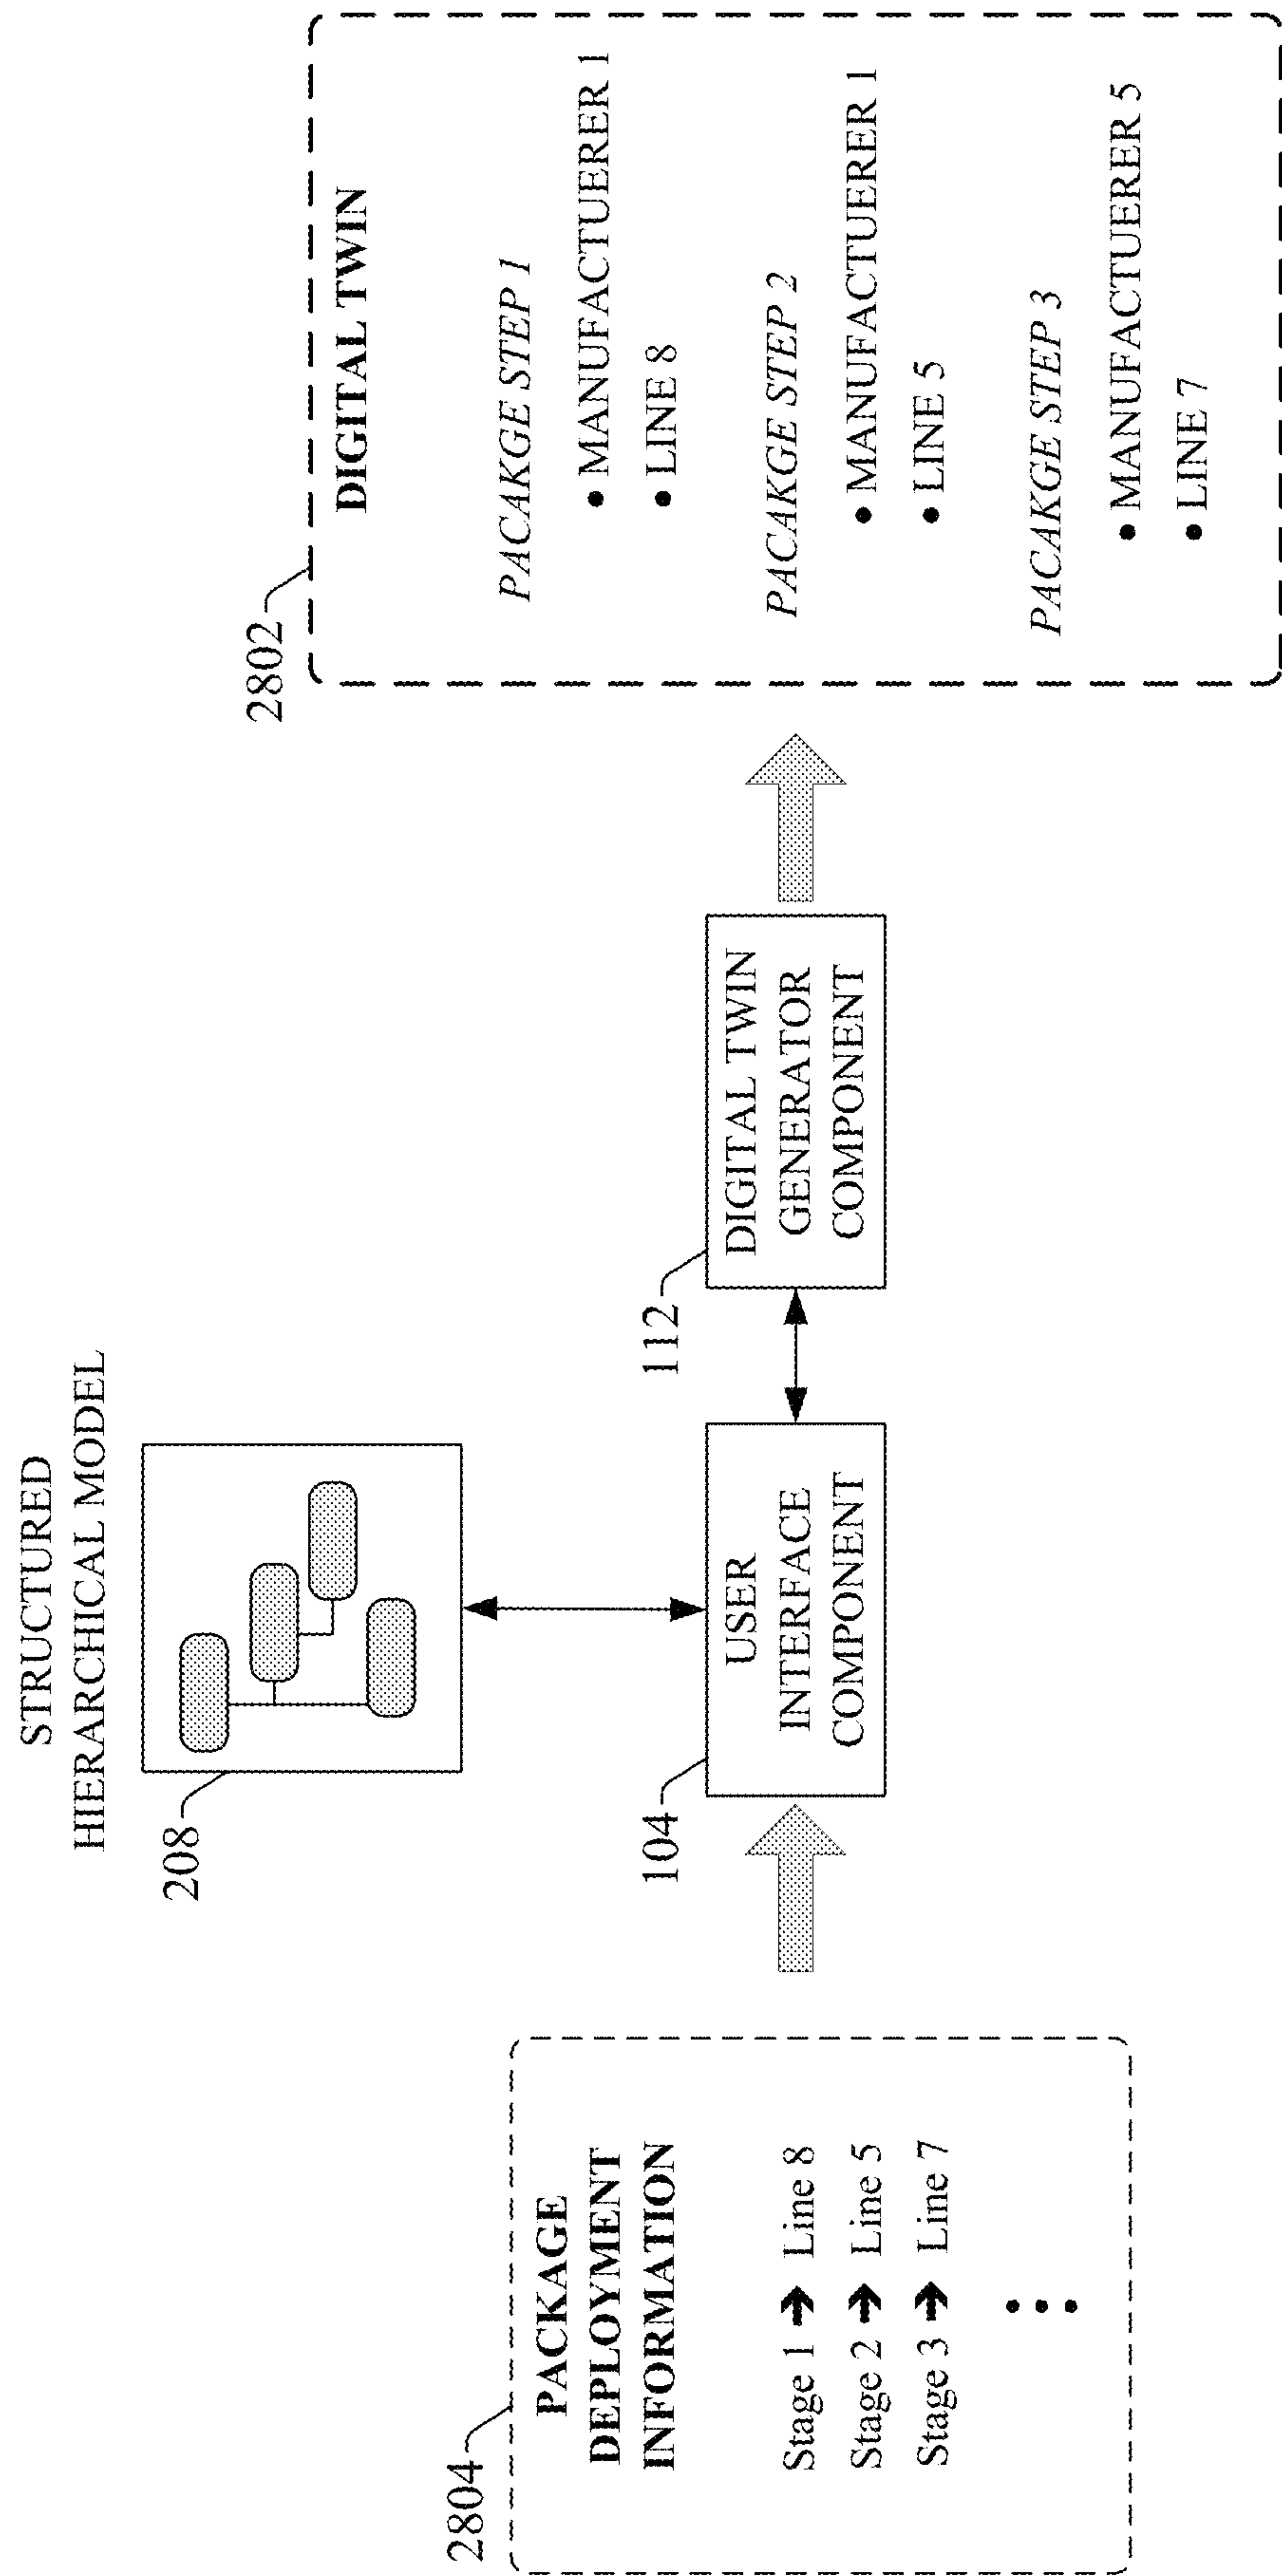 STRUCTURED
HIERARCHICAL MODEL
208
2804
PACKAGE
DEPLOYMENT
INFORMATION
Stage 1 ➔ Line 8
Stage 2 ➔ Line 5
Stage 3 ➔ Line 7
104
USER
INTERFACE
COMPONENT
112
DIGITAL TWIN
GENERATOR
COMPONENT
2802
DIGITAL TWIN
PACAKGE STEP 1
• MANUFACTUERER 1
• LINE 8
PACAKGE STEP 2
• MANUFACTUERER 1
• LINE 5
PACAKGE STEP 3
• MANUFACTUERER 5
• LINE 7